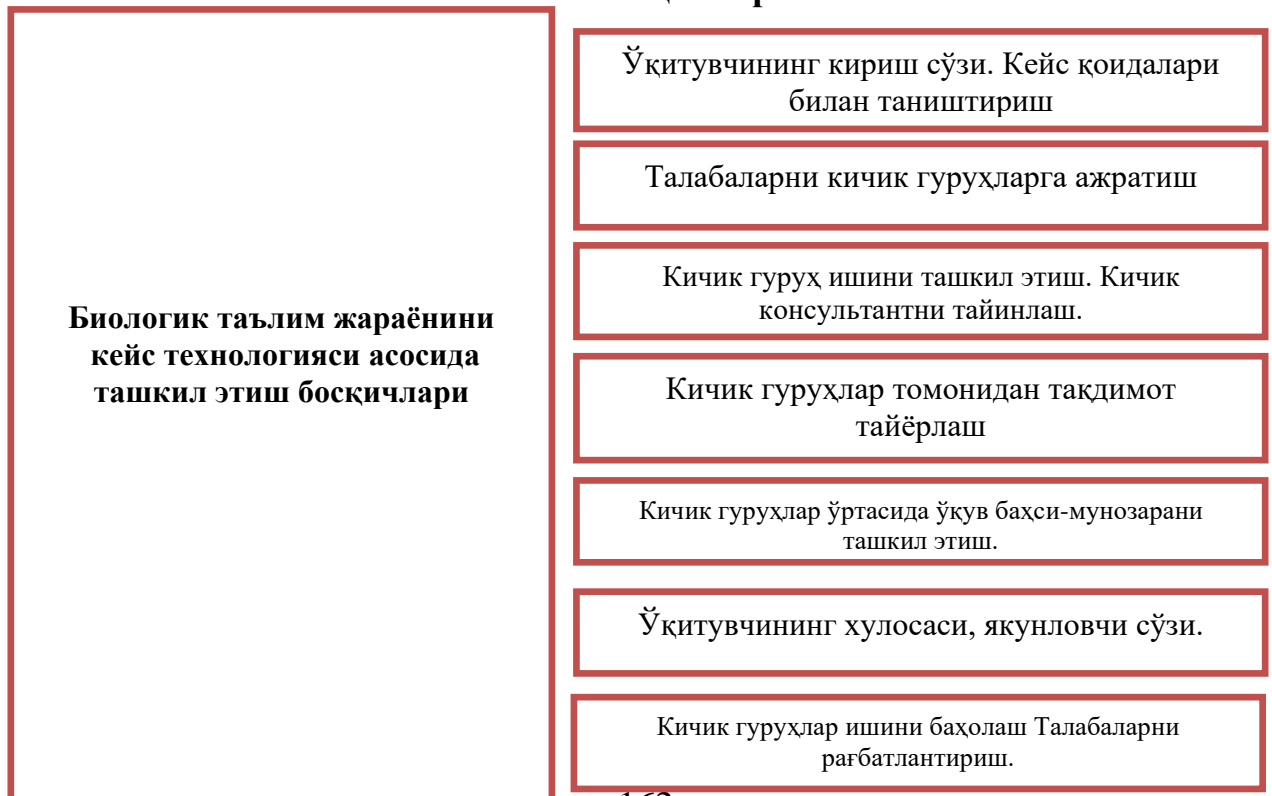 Биологик таълим жараёнини
кейс технологияси асосида
ташкил этиш босқичлари
Ўқитувчининг кириш сўзи. Кейс қоидалари
билан таништириш
Талабаларни кичик гуруҳларга ажратиш
Кичик гуруҳ ишини ташкил этиш. Кичик
консультантни тайинлаш.
Кичик гуруҳлар томонидан тақдимот
тайёрлаш
Кичик гуруҳлар ўртасида ўқув баҳси-мунозарани
ташкил этиш.
Ўқитувчининг хулосаси, якунловчи сўзи.
Кичик гуруҳлар ишини баҳолаш Талабаларни
рағбатлантириш.